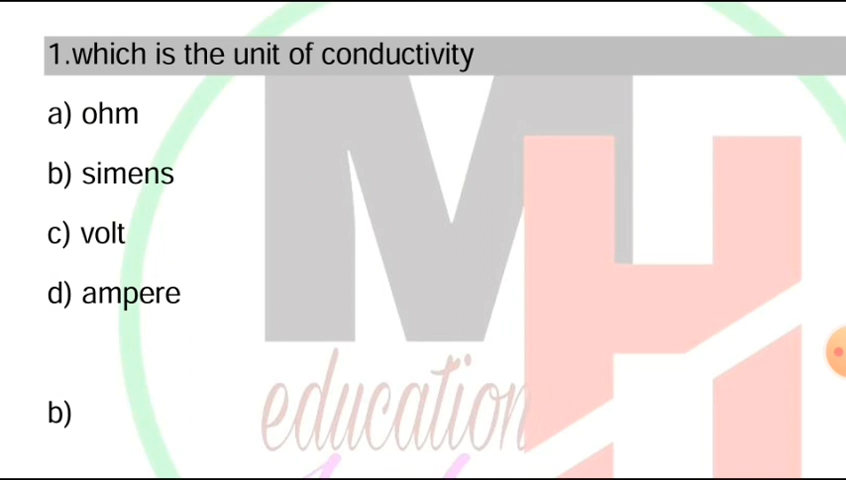 1.which is the unit of conductivity
a) ohm
b) simens
c) volt
d) ampere
b)
education